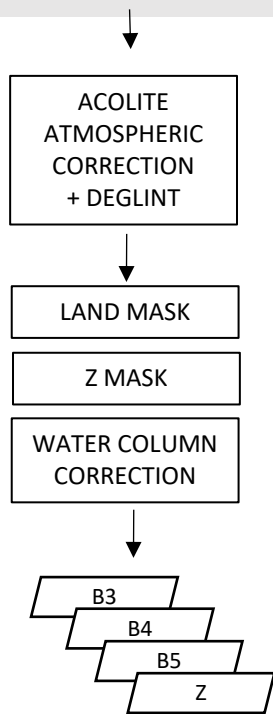 ACOLITE
ATMOSPHERIC
CORRECTION
+ DEGLINT
LAND MASK
Z MASK
WATER COLUMN
CORRECTION
B3
B4
B5
Z